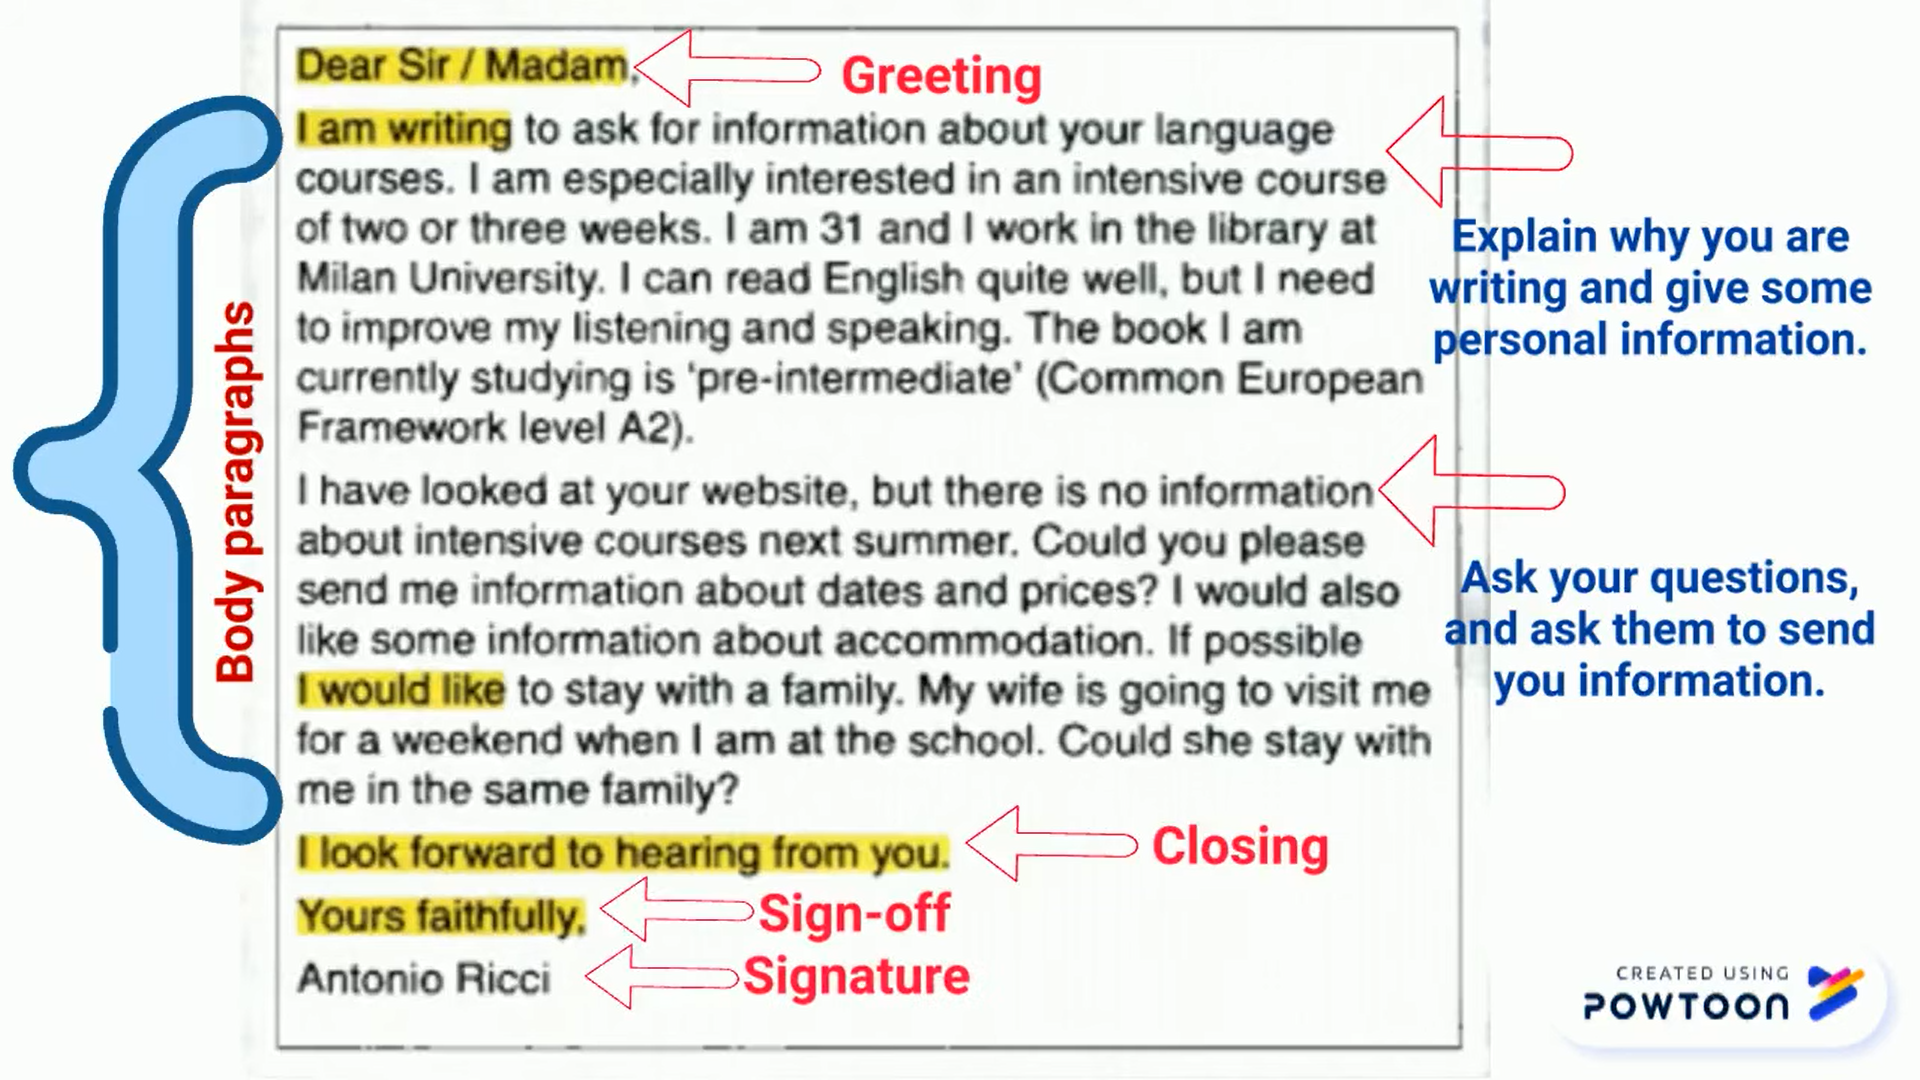 Dear Sir / Madam,
Greeting
I am writing to ask for information about your language
courses. I am especially interested in an intensive course
of two or three weeks. I am 31 and I work in the library at
Milan University. I can read English quite well, but I need
to improve my listening and speaking. The book I am
currently studying is 'pre-intermediate' (Common European
Framework level A2).
Explain why you are
writing and give some
personal information.
Body paragraphs
I have looked at your website, but there is no information
about intensive courses next summer. Could you please
send me information about dates and prices? I would also
like some information about accommodation. If possible
I would like to stay with a family. My wife is going to visit me
for a weekend when I am at the school. Could she stay with
me in the same family?
Ask your questions,
and ask them to send
you information.
I look forward to hearing from you.
Closing
Yours faithfully,
Sign-off
Antonio Ricci
Signature
CREATED USING
POWTOON